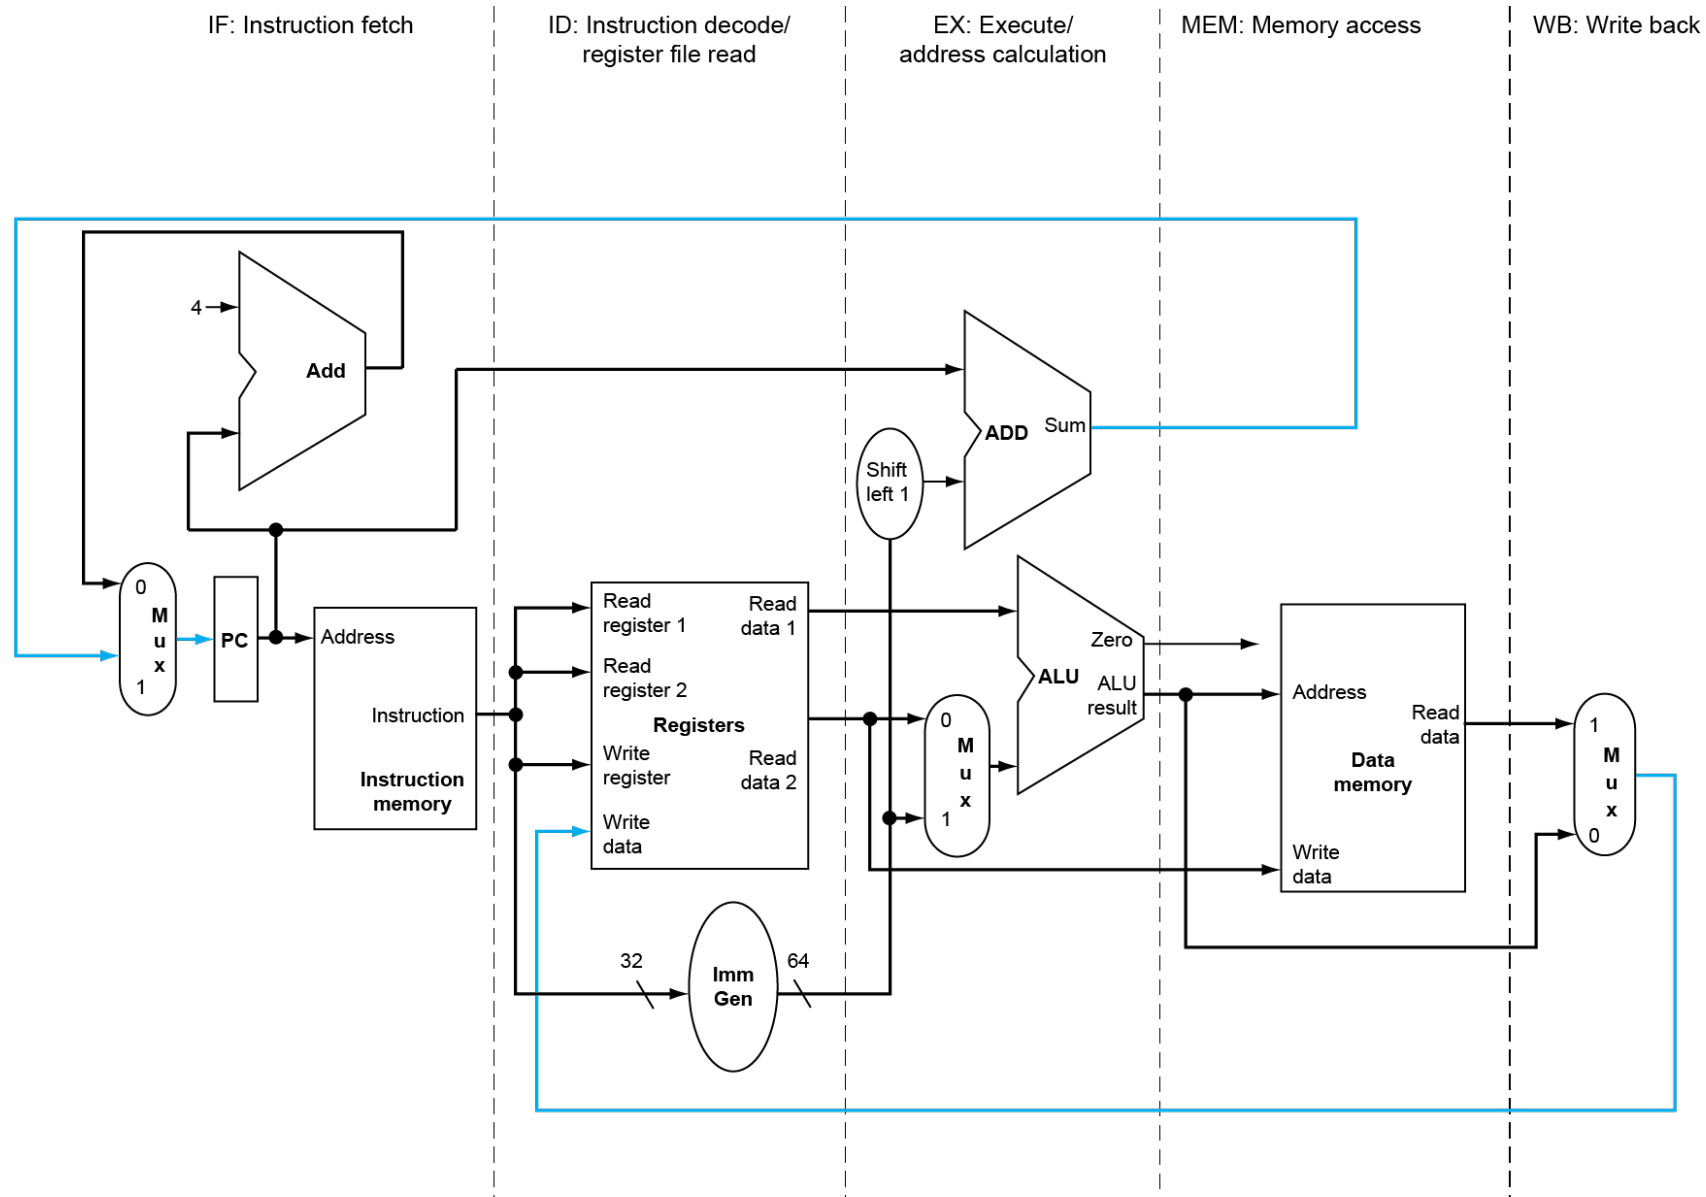 IF: Instruction fetch
ID: Instruction decode/
register file read
EX: Execute/
address calculation
MEM: Memory access
WB: Write back
4
Add
ADD
Sum
Shift
left 1
0
M
u
x
1
PC
Address
Instruction
Instruction
memory
Read
register 1
Read
register 2
Registers
Write
register
Write
data
Read
data 1
Read
data 2
0
M
u
x
1
Zero
ALU
ALU
result
Address
Read
data
Data
memory
Write
data
1
M
u
x
0
32
Imm
Gen
64